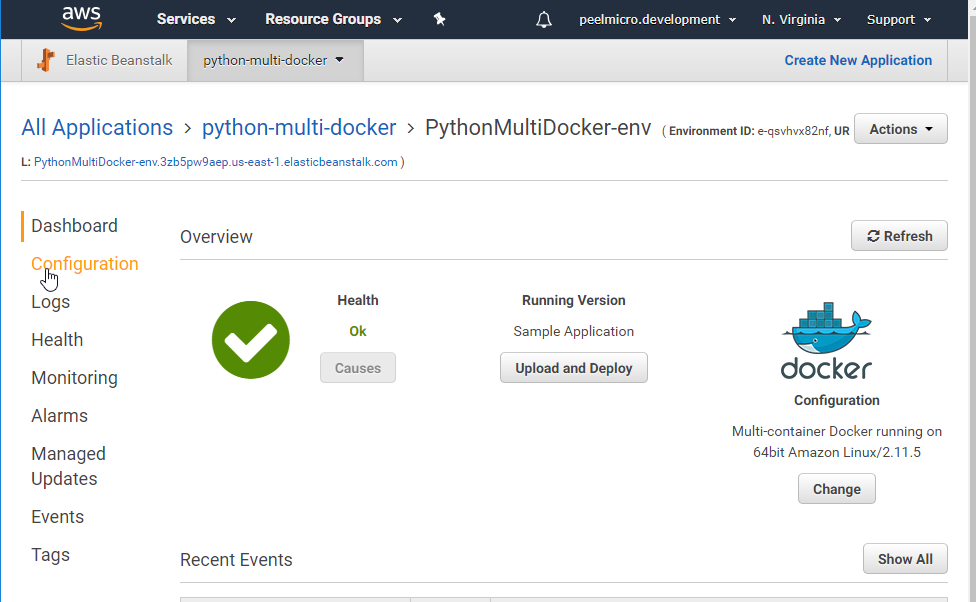 aws Services Resource Groups peelmicro.development N. Virginia Support
Elastic Beanstalk python-multi-docker Create New Application
All Applications > python-multi-docker > PythonMultiDocker-env ( Environment ID: e-qsvhvx82nf, UR Actions
L: PythonMultiDocker-env.3zb5pw9aep.us-east-1.elasticbeanstalk.com )
Dashboard
Configuration
Logs
Health
Monitoring
Alarms
Managed
Updates
Events
Tags
Overview Refresh
Health
Ok
Causes
Running Version
Sample Application
Upload and Deploy
docker
Configuration
Multi-container Docker running on
64bit Amazon Linux/2.11.5
Change
Recent Events Show All